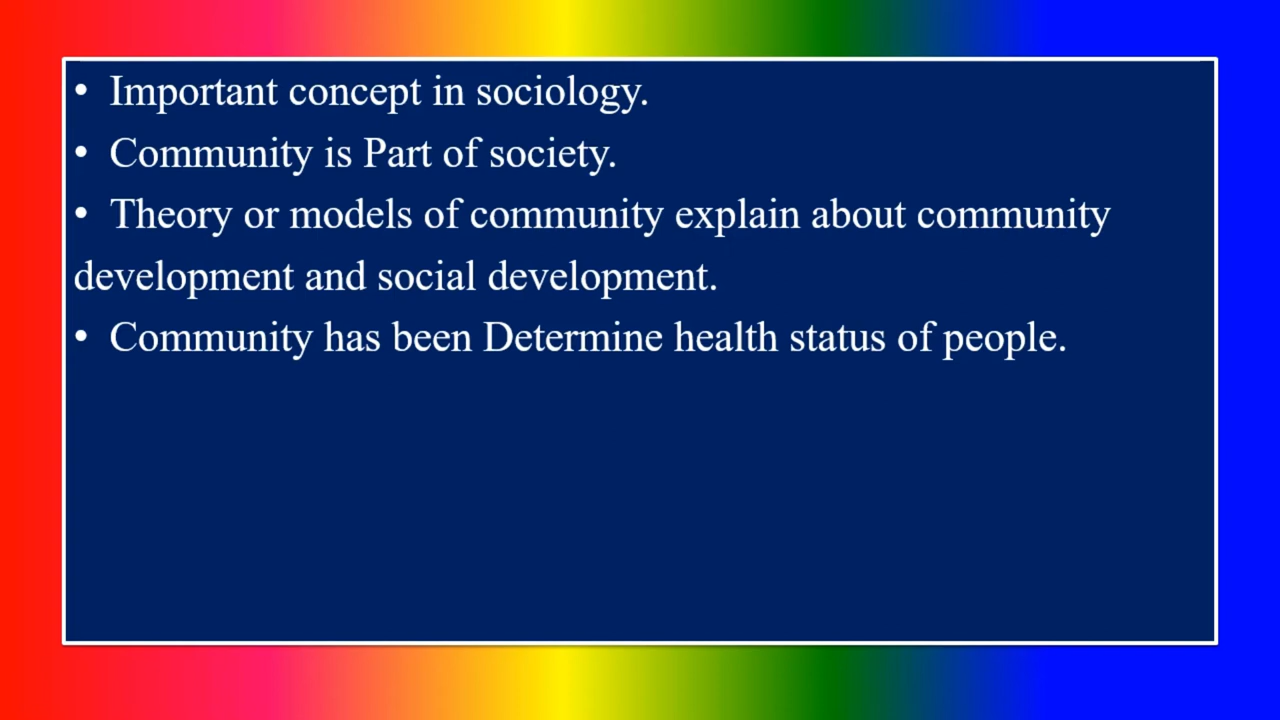 • Important concept in sociology.
• Community is Part of society.
• Theory or models of community explain about community
development and social development.
• Community has been Determine health status of people.